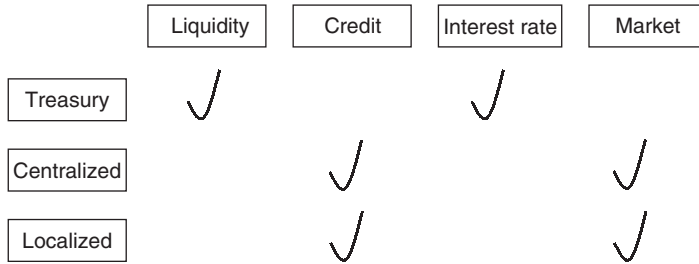 Liquidity Credit Interest rate Market
Treasury
Centralized
Localized